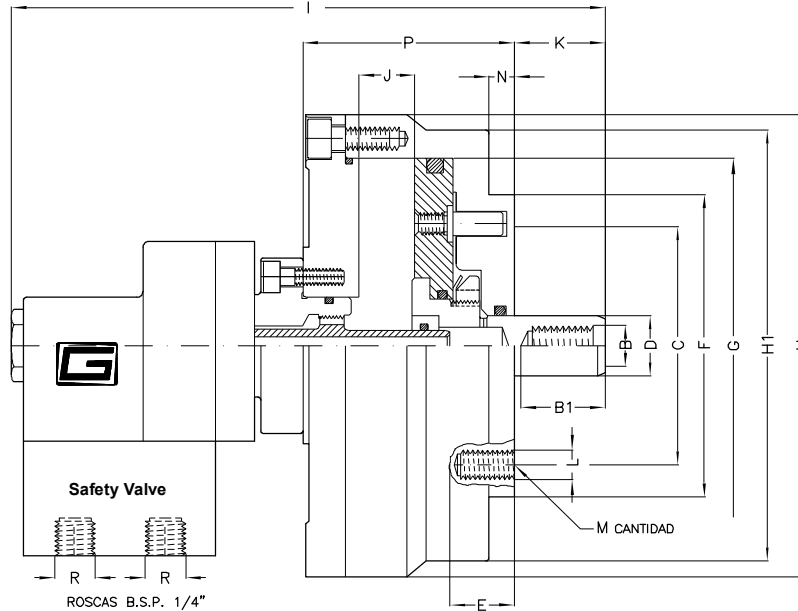 I
P
K
J
N
B
D
C
F
G
H1
H
B1
L
Safety Valve
M CANTIDAD
R
R
E
ROSCAS B.S.P. 1/4"
G